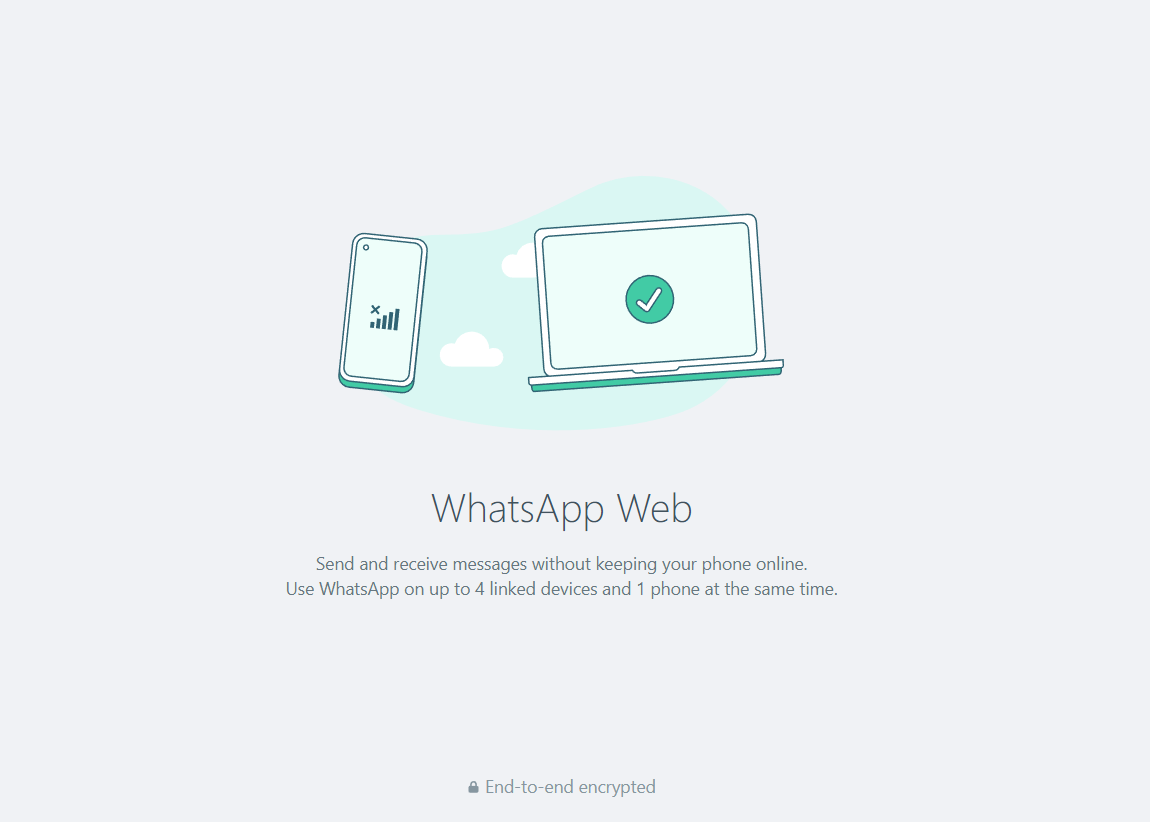 WhatsApp Web
Send and receive messages without keeping your phone online.
Use WhatsApp on up to 4 linked devices and 1 phone at the same time.
End-to-end encrypted